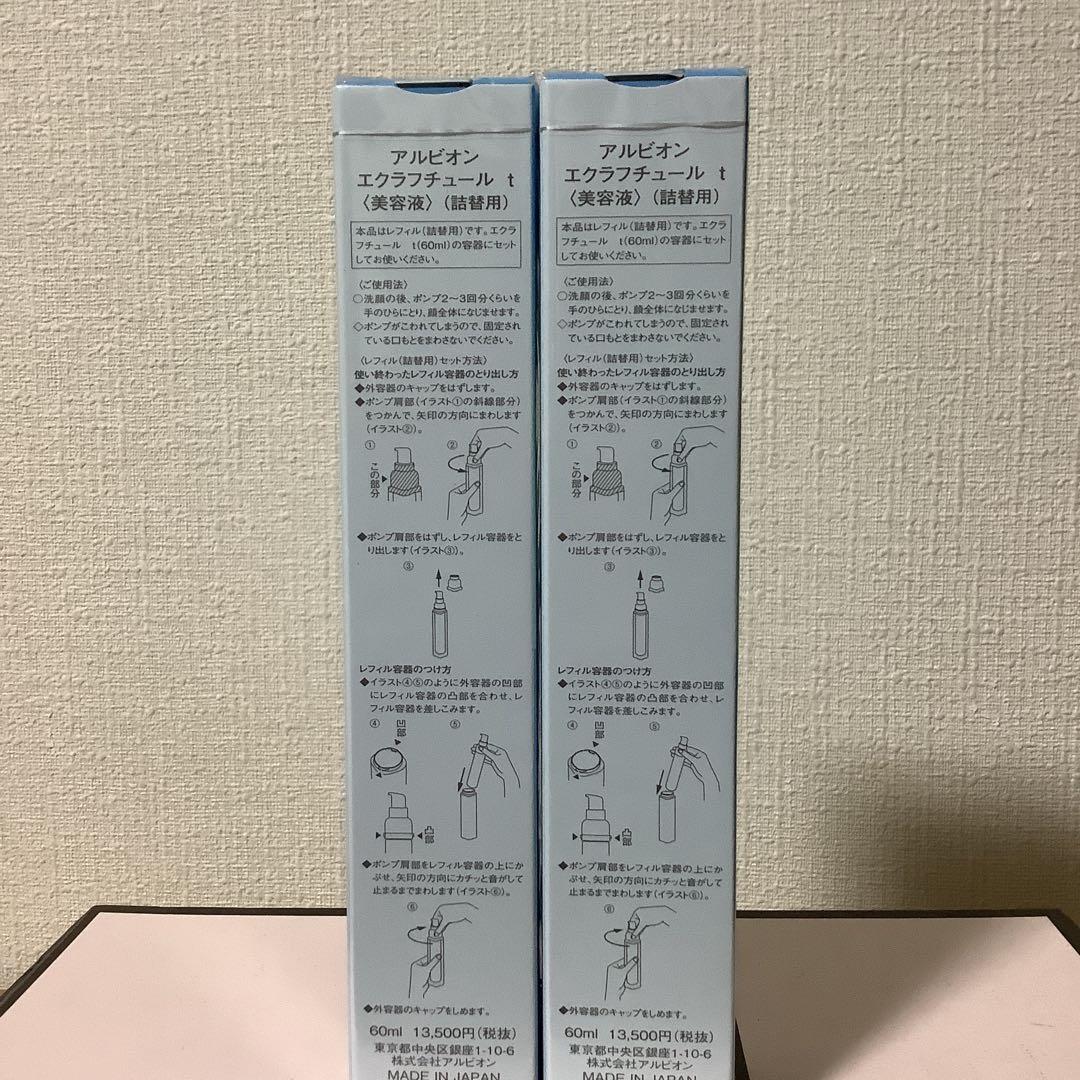 アルビオン
エクラフチュール t
〈美容液〉(詰替用)
本品はレフィル(詰替用)です。エクラ
フチュール t(60ml)の容器にセット
してお使いください。
〈ご使用法〉
○洗顔の後、ポンプ2〜3回分くらいを
手のひらにとり、顔全体になじませます。
◇ポンプがこわれてしまうので、固定され
ている口もとをまわさないでください。
〈レフィル(詰替用)セット方法〉
使い終わったレフィル容器のとり出し方
◆外容器のキャップをはずします。
◆ポンプ肩部(イラスト①の斜線部分)
をつかんで、矢印の方向にまわします
(イラスト②)。
① ②
この部分
◆ポンプ肩部をはずし、レフィル容器をと
り出します(イラスト③)。
③
レフィル容器のつけ方
◆イラスト④⑤のように外容器の凹部
にレフィル容器の凸部を合わせ、レ
フィル容器を差しこみます。
④ 凹部 ⑤
凸部
◆ポンプ肩部をレフィル容器の上にか
ぶせ、矢印の方向にカチッと音がして
止まるまでまわします(イラスト⑥)。
⑥
◆外容器のキャップをしめます。
60ml 13,500円(税抜)
東京都中央区銀座1-10-6
株式会社アルビオン
MADE IN JAPAN
アルビオン
エクラフチュール t
〈美容液〉(詰替用)
本品はレフィル(詰替用)です。エクラ
フチュール t(60ml)の容器にセット
してお使いください。
〈ご使用法〉
○洗顔の後、ポンプ2〜3回分くらいを
手のひらにとり、顔全体になじませます。
◇ポンプがこわれてしまうので、固定され
ている口もとをまわさないでください。
〈レフィル(詰替用)セット方法〉
使い終わったレフィル容器のとり出し方
◆外容器のキャップをはずします。
◆ポンプ肩部(イラスト①の斜線部分)
をつかんで、矢印の方向にまわします
(イラスト②)。
① ②
この部分
◆ポンプ肩部をはずし、レフィル容器をと
り出します(イラスト③)。
③
レフィル容器のつけ方
◆イラスト④⑤のように外容器の凹部
にレフィル容器の凸部を合わせ、レ
フィル容器を差しこみます。
④ 凹部 ⑤
凸部
◆ポンプ肩部をレフィル容器の上にか
ぶせ、矢印の方向にカチッと音がして
止まるまでまわします(イラスト⑥)。
⑥
◆外容器のキャップをしめます。
60ml 13,500円(税抜)
東京都中央区銀座1-10-6
株式会社アルビオン
MADE IN JAPAN